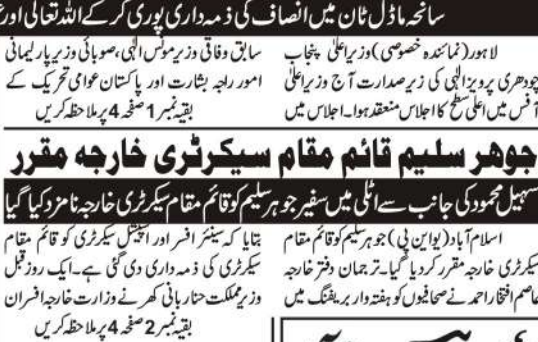 سانحہ ماڈل ٹاؤن میں انصاف کی ذمہ داری پوری کر کے اللہ تعالیٰ اور
لاہور (نمائندہ خصوصی) وزیراعلیٰ پنجاب
چودھری پرویز الٰہی کی زیر صدارت آج وزیراعلیٰ
آفس میں اعلیٰ سطح کا اجلاس منعقد ہوا۔ اجلاس میں
سابق وفاقی وزیر مونس الٰہی، صوبائی وزیر پارلیمانی
امور راجہ بشارت اور پاکستان عوامی تحریک کے
بقیہ نمبر 1 صفحہ 4 پر ملاحظہ کریں
جوهر سلیم قائم مقام سیکرٹری خارجه مقرر
سہیل محمود کی جانب سے اٹلی میں سفیر جوہر سلیم کو قائم مقام سیکرٹری خارجہ نامزد کیا گیا
اسلام آباد (یو این پی) جوہر سلیم کو قائم مقام
سیکرٹری خارجہ مقرر کر دیا گیا۔ ترجمان دفتر خارجہ
عاصم افتخار احمد نے صحافیوں کو ہفتہ وار بریفنگ میں
بتایا کہ سینئر افسر اور اسپیشل سیکرٹری کو قائم مقام
سیکرٹری کی ذمہ داری دی گئی ہے۔ ایک روز قبل
وزیر مملکت حنا ربانی کھر نے وزارت خارجہ افسران
بقیہ نمبر 2 صفحہ 4 پر ملاحظہ کریں